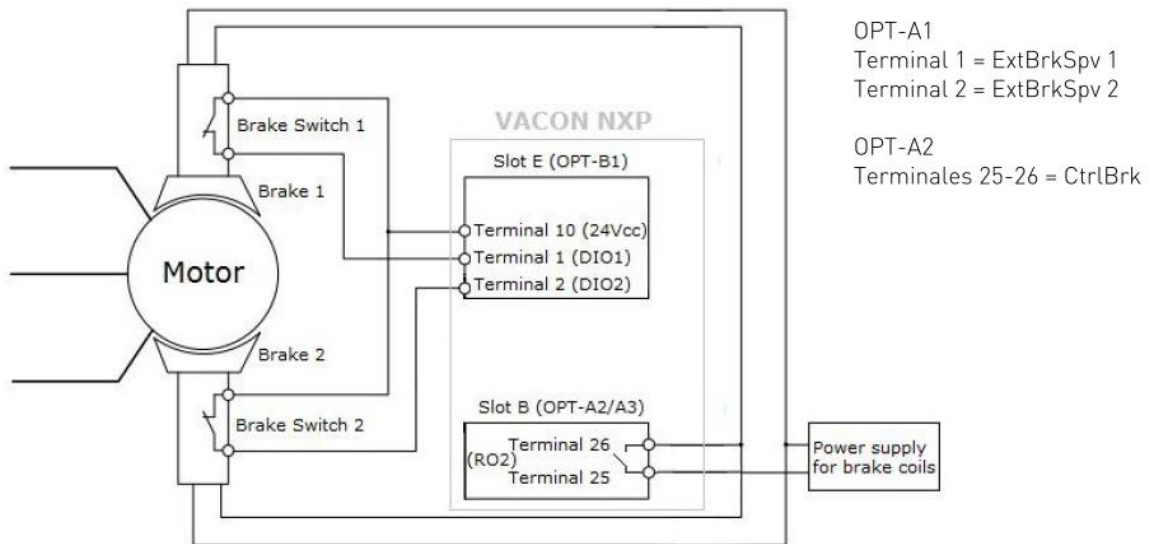 OPT-A1
Terminal 1 = ExtBrkSpv 1
Terminal 2 = ExtBrkSpv 2
OPT-A2
Terminales 25-26 = CtrlBrk
Brake Switch 1
Brake 1
Motor
Brake 2
Brake Switch 2
VACON NXP
Slot E (OPT-B1)
Terminal 10 (24Vcc)
Terminal 1 (DIO1)
Terminal 2 (DIO2)
Slot B (OPT-A2/A3)
Terminal 26
(RO2)
Terminal 25
Power supply
for brake coils